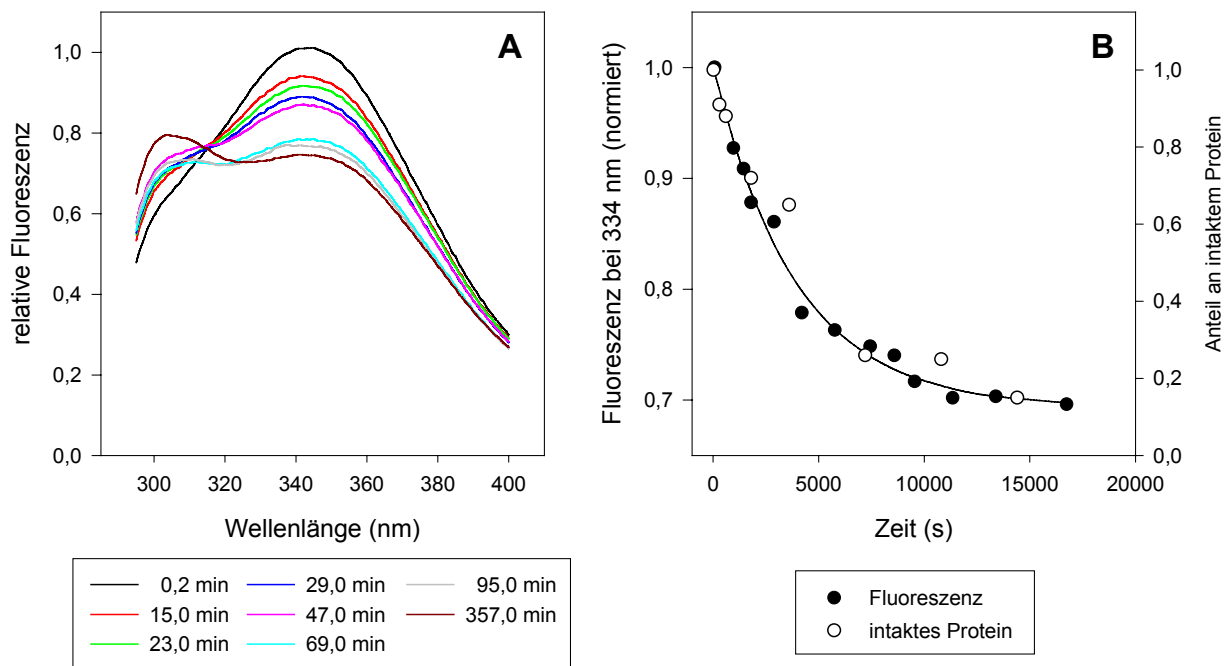 A
1,0
0,8
0,6
0,4
0,2
0,0
relative Fluoreszenz
300 320 340 360 380 400
Wellenlänge (nm)
0,2 min 29,0 min 95,0 min
15,0 min 47,0 min 357,0 min
23,0 min 69,0 min
B
1,0
0,9
0,8
0,7
Fluoreszenz bei 334 nm (normiert)
1,0
0,8
0,6
0,4
0,2
0,0
Anteil an intaktem Protein
0 5000 10000 15000 20000
Zeit (s)
Fluoreszenz
intaktes Protein